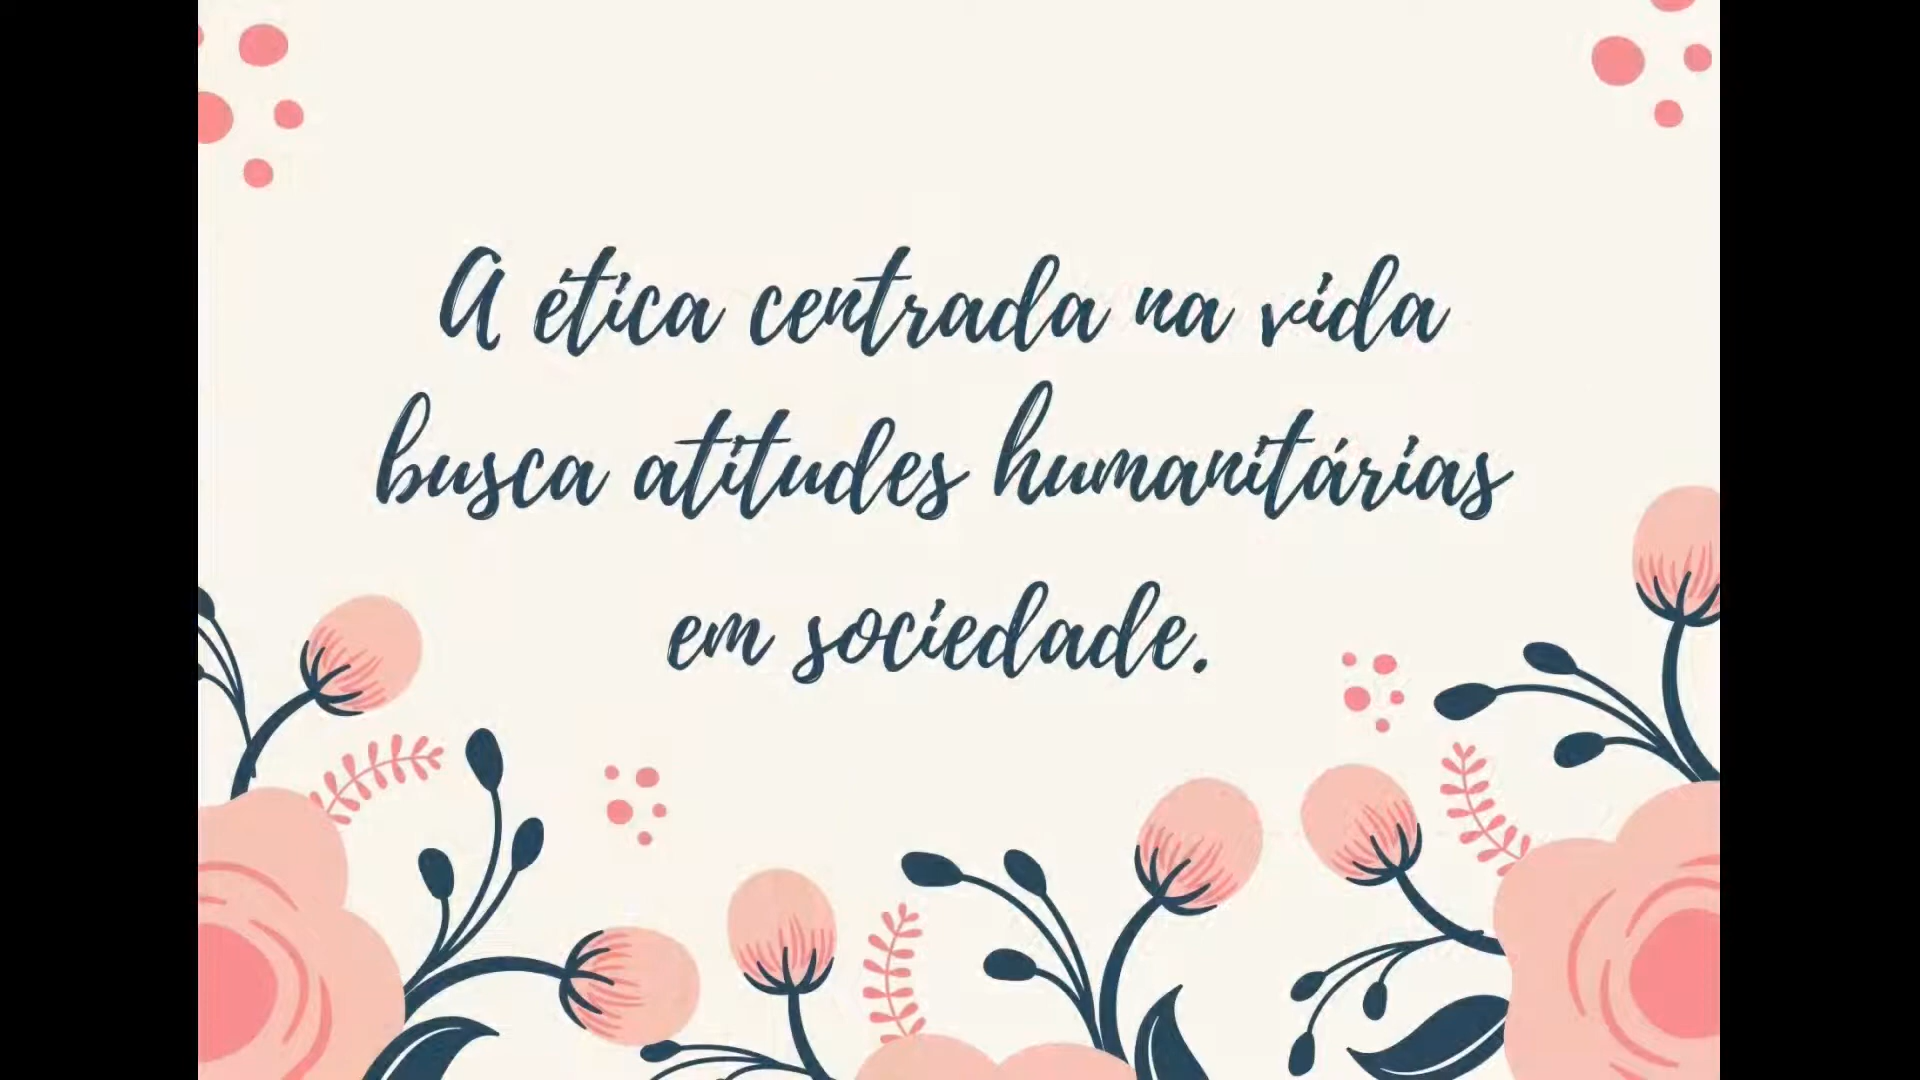 A ética centrada na vida
busca atitudes humanitárias
em sociedade.